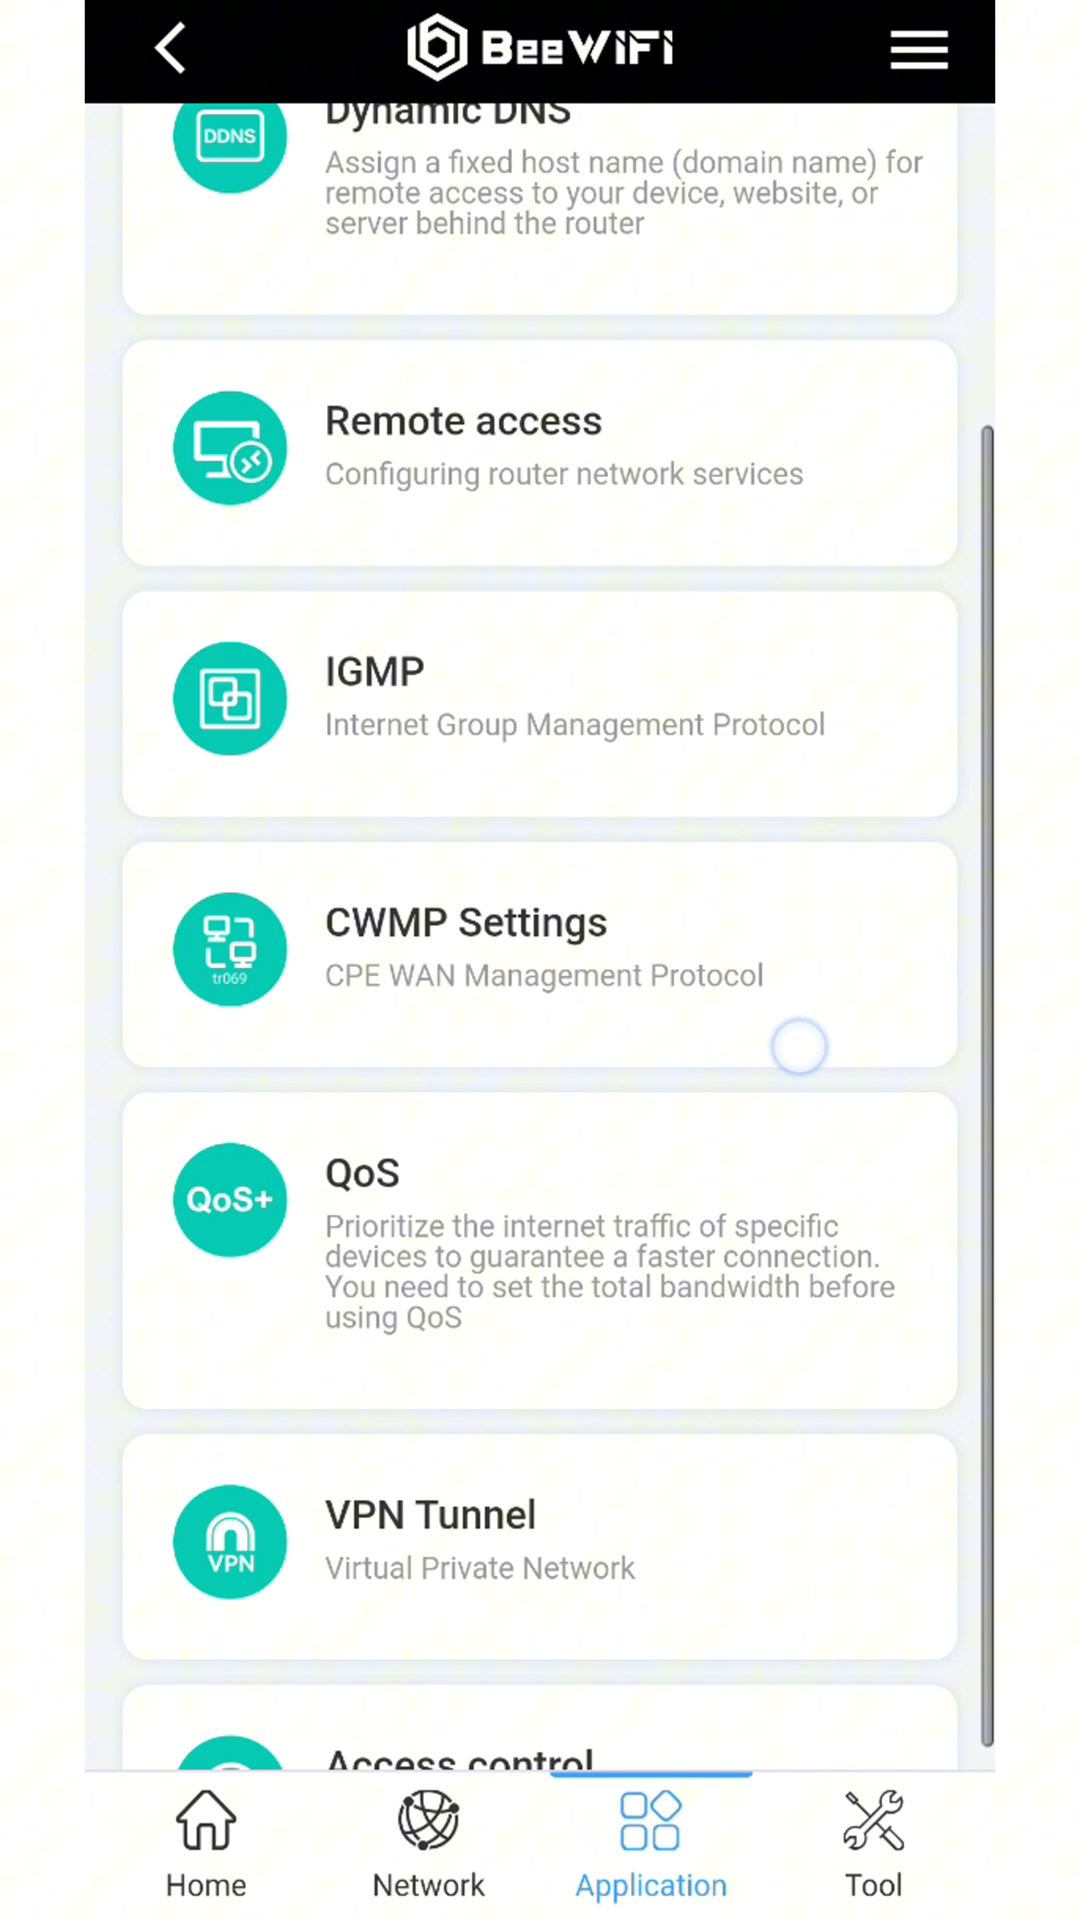 BeeWiFi
Dynamic DNS
DDNS
Assign a fixed host name (domain name) for
remote access to your device, website, or
server behind the router
Remote access
Configuring router network services
IGMP
Internet Group Management Protocol
CWMP Settings
tr069
CPE WAN Management Protocol
QoS
QoS+
Prioritize the internet traffic of specific
devices to guarantee a faster connection.
You need to set the total bandwidth before
using QoS
VPN Tunnel
VPN
Virtual Private Network
Access control
Home
Network
Application
Tool